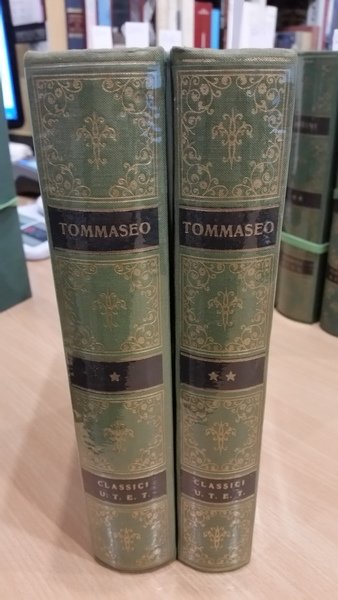 TOMMASEO
★
CLASSICI
U. T. E. T.
TOMMASEO
★★
CLASSICI
U. T. E. T.